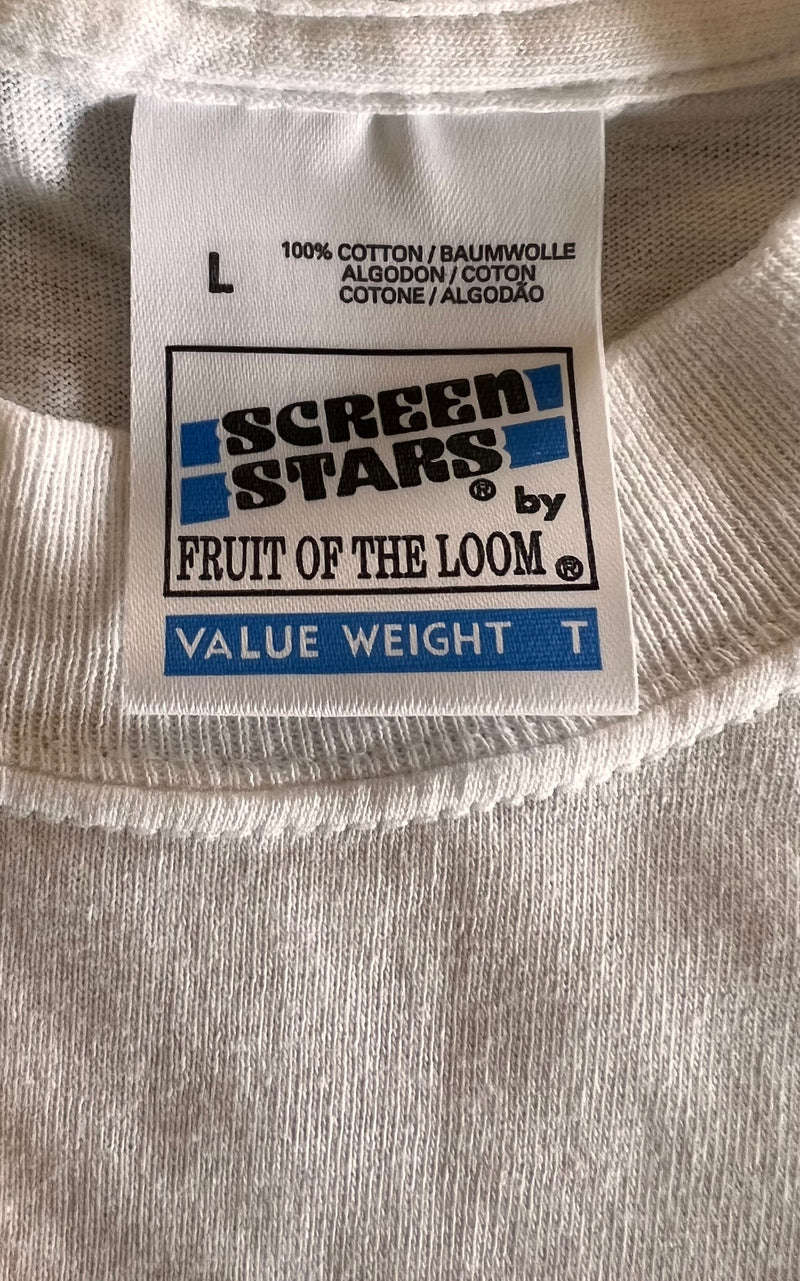 L
100% COTTON / BAUMWOLLE
ALGODON / COTON
COTONE / ALGODÃO
SCREEN
STARS® by
FRUIT OF THE LOOM®
VALUE WEIGHT T